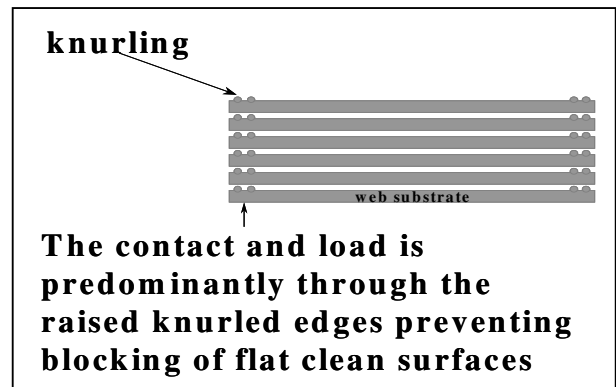 knurling
web substrate
The contact and load is
predominantly through the
raised knurled edges preventing
blocking of flat clean surfaces